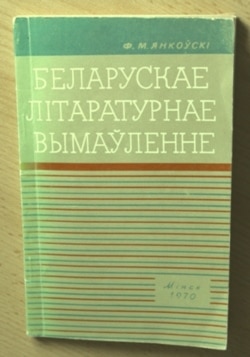 Ф. М. ЯНКОЎСКІ
БЕЛАРУСКАЕ
ЛІТАРАТУРНАЕ
ВЫМАЎЛЕННЕ
Мінск
1970